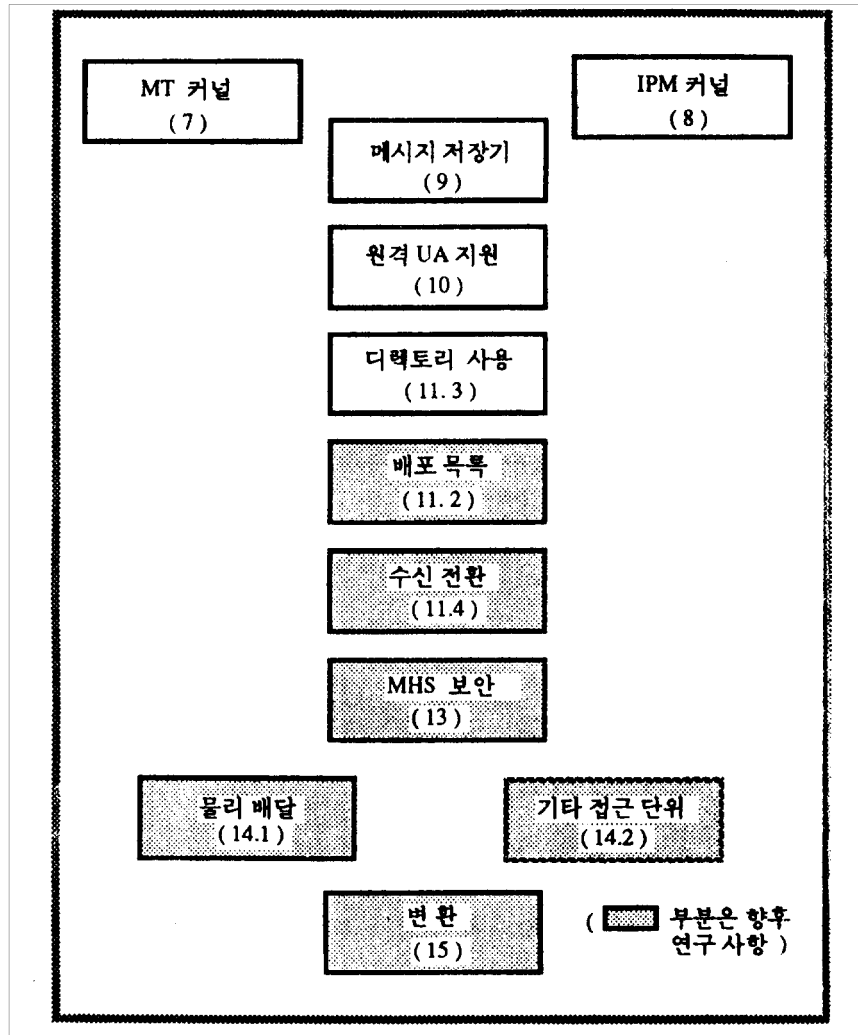 MT 커널
( 7 )
IPM 커널
( 8 )
메시지 저장기
( 9 )
원격 UA 지원
( 10 )
디렉토리 사용
( 11. 3 )
배포 목록
( 11. 2 )
수신 전환
( 11.4 )
MHS 보안
( 13 )
물리 배달
( 14.1 )
기타 접근 단위
( 14.2 )
변 환
( 15 )
( 부분은 향후
연구 사항 )